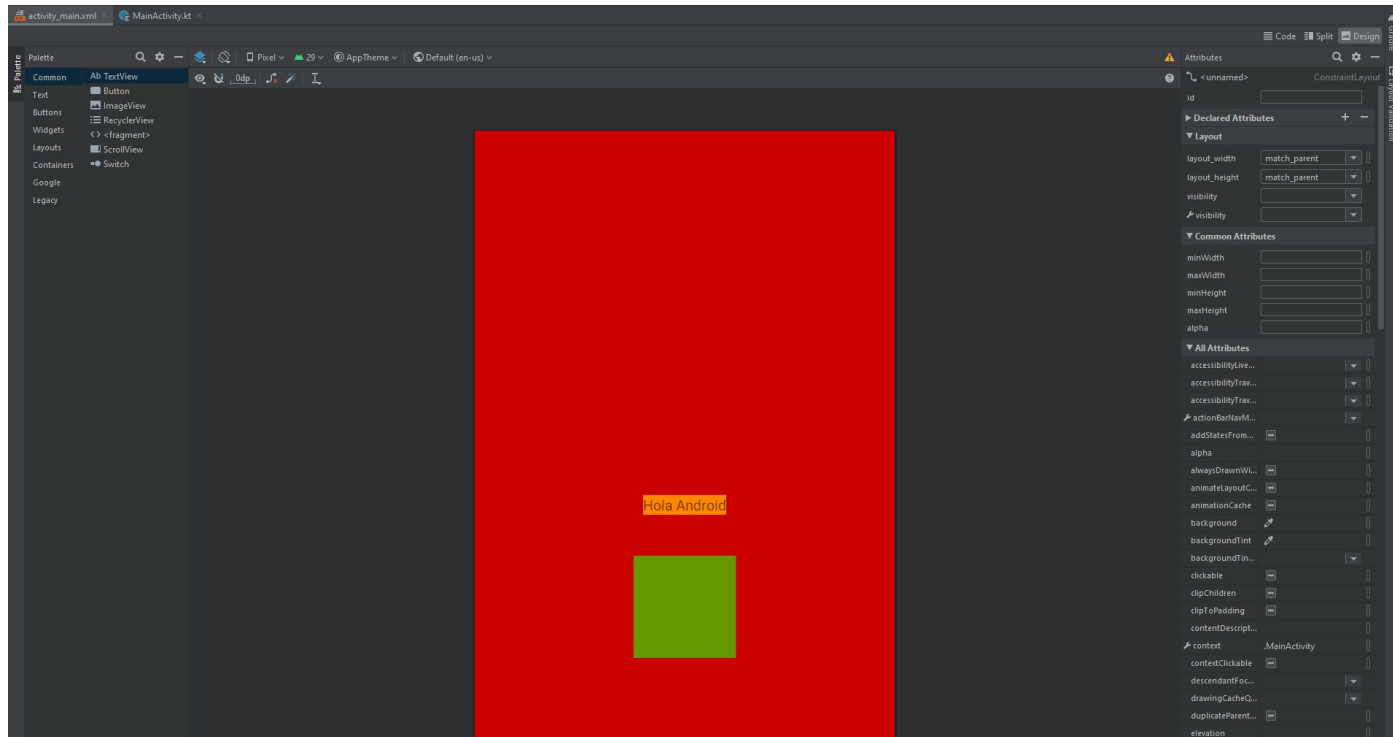 activity_main.xml MainActivity.kt
Code Split Design
Palette
Palette Pixel 29 AppTheme Default (en-us) Attributes
Gradle
Layout Validation
Common
Text
Buttons
Widgets
Layouts
Containers
Google
Legacy
Ab TextView
Button
ImageView
RecyclerView
<> <fragment>
ScrollView
Switch
0dp
Hola Android
<unnamed> ConstraintLayout
id
Declared Attributes
Layout
layout_width match_parent
layout_height match_parent
visibility
visibility
Common Attributes
minWidth
maxWidth
minHeight
maxHeight
alpha
All Attributes
accessibilityLive...
accessibilityTrav...
accessibilityTrav...
actionBarNavM...
addStatesFrom...
alpha
alwaysDrawnWi...
animateLayoutC...
animationCache
background
backgroundTint
backgroundTin...
clickable
clipChildren
clipToPadding
contentDescript...
context .MainActivity
contextClickable
descendantFoc...
drawingCacheQ...
duplicateParent...
elevation